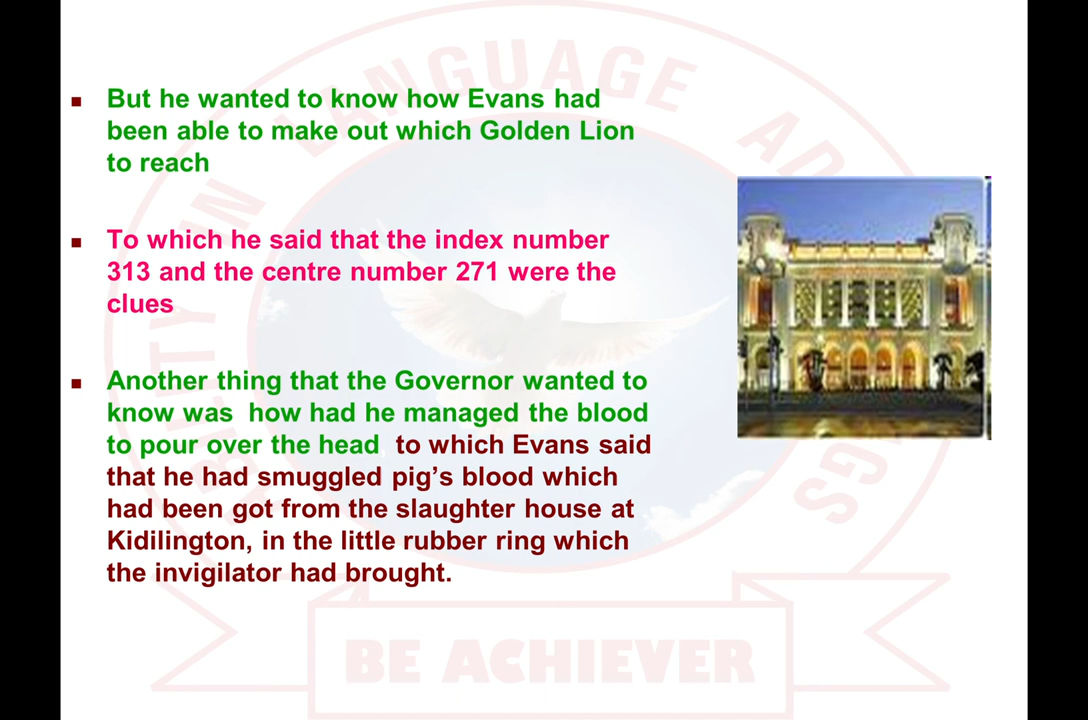 But he wanted to know how Evans had
been able to make out which Golden Lion
to reach
To which he said that the index number
313 and the centre number 271 were the
clues
Another thing that the Governor wanted to
know was how had he managed the blood
to pour over the head to which Evans said
that he had smuggled pig's blood which
had been got from the slaughter house at
Kidilington, in the little rubber ring which
the invigilator had brought.
BE ACHIEVER